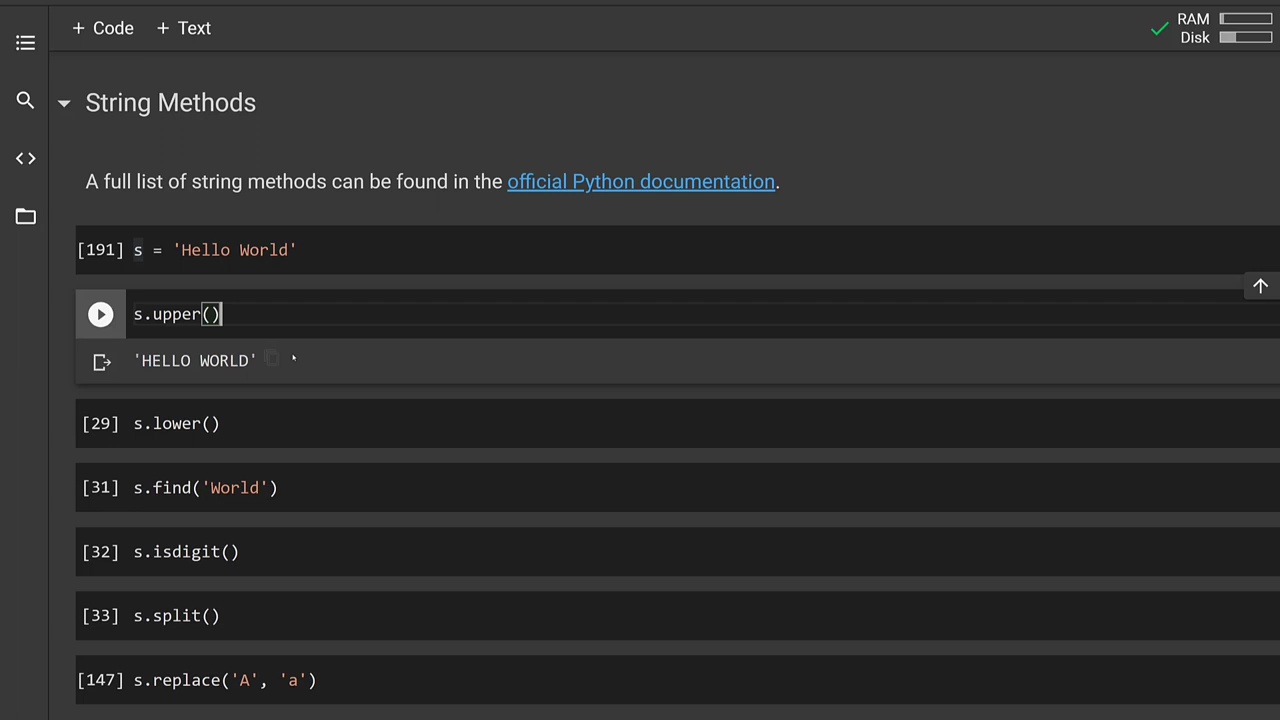 + Code + Text
RAM
Disk
String Methods
A full list of string methods can be found in the official Python documentation.
[191] s = 'Hello World'
s.upper()
'HELLO WORLD'
[29] s.lower()
[31] s.find('World')
[32] s.isdigit()
[33] s.split()
[147] s.replace('A', 'a')